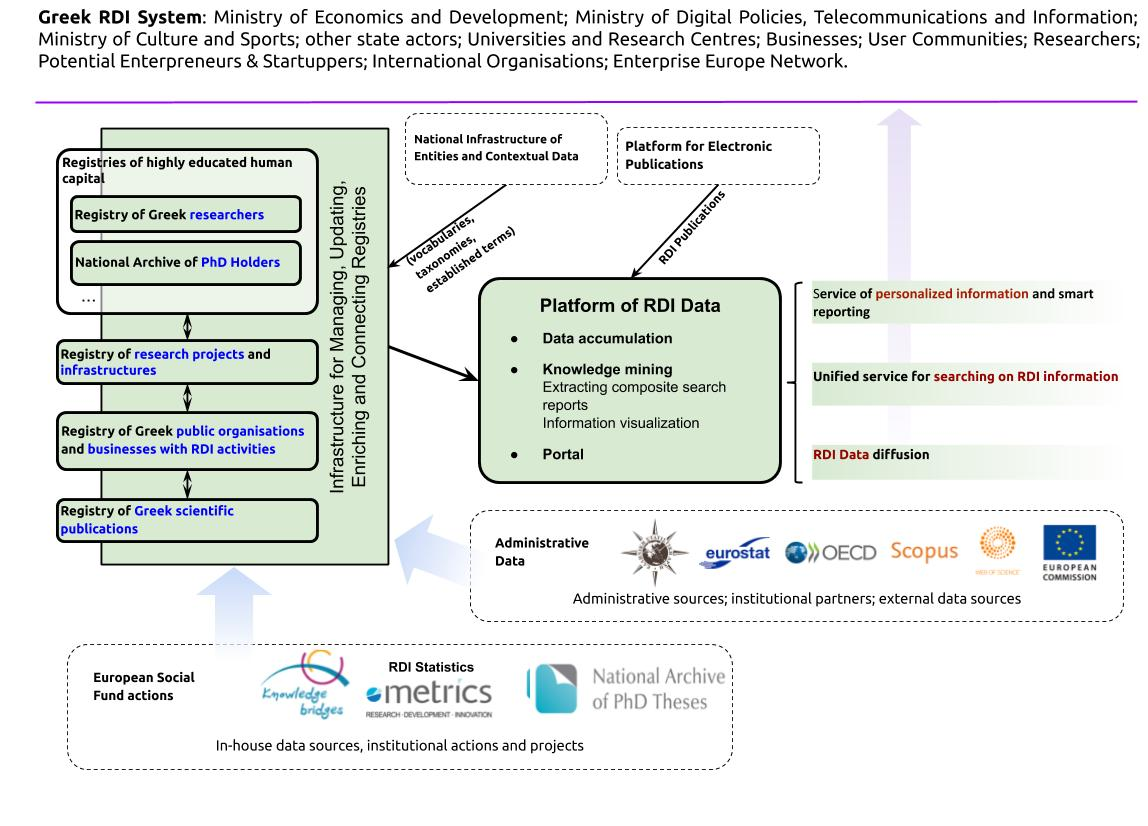 Greek RDI System: Ministry of Economics and Development; Ministry of Digital Policies, Telecommunications and Information;
Ministry of Culture and Sports; other state actors; Universities and Research Centres; Businesses; User Communities; Researchers;
Potential Enterpreneurs & Startuppers; International Organisations; Enterprise Europe Network.
Registries of highly educated human
capital
Registry of Greek researchers
National Archive of PhD Holders
...
Registry of research projects and
infrastructures
Registry of Greek public organisations
and businesses with RDI activities
Registry of Greek scientific
publications
Infrastructure for Managing, Updating,
Enriching and Connecting Registries
National Infrastructure of
Entities and Contextual Data
Platform for Electronic
Publications
(vocabularies,
taxonomies,
established terms)
RDI Publications
Platform of RDI Data
● Data accumulation
● Knowledge mining
Extracting composite search
reports
Information visualization
● Portal
Service of personalized information and smart
reporting
Unified service for searching on RDI information
RDI Data diffusion
Administrative
Data
eurostat
OECD
Scopus
WEB OF SCIENCE
EUROPEAN
COMMISSION
Administrative sources; institutional partners; external data sources
European Social
Fund actions
Knowledge
bridges
RDI Statistics
metrics
RESEARCH · DEVELOPMENT · INNOVATION
National Archive
of PhD Theses
In-house data sources, institutional actions and projects